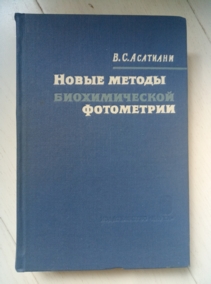 В. С. АСАТИАНИ
НОВЫЕ МЕТОДЫ
БИОХИМИЧЕСКОЙ
ФОТОМЕТРИИ